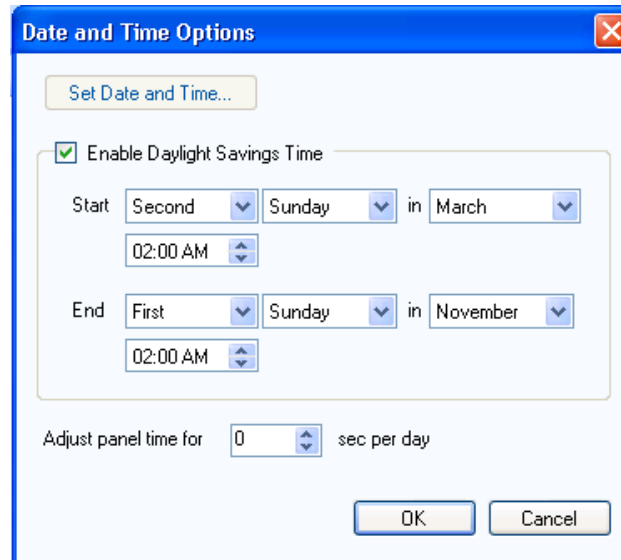 Date and Time Options
Set Date and Time...
Enable Daylight Savings Time
Start Second Sunday in March
02:00 AM
End First Sunday in November
02:00 AM
Adjust panel time for 0 sec per day
OK Cancel